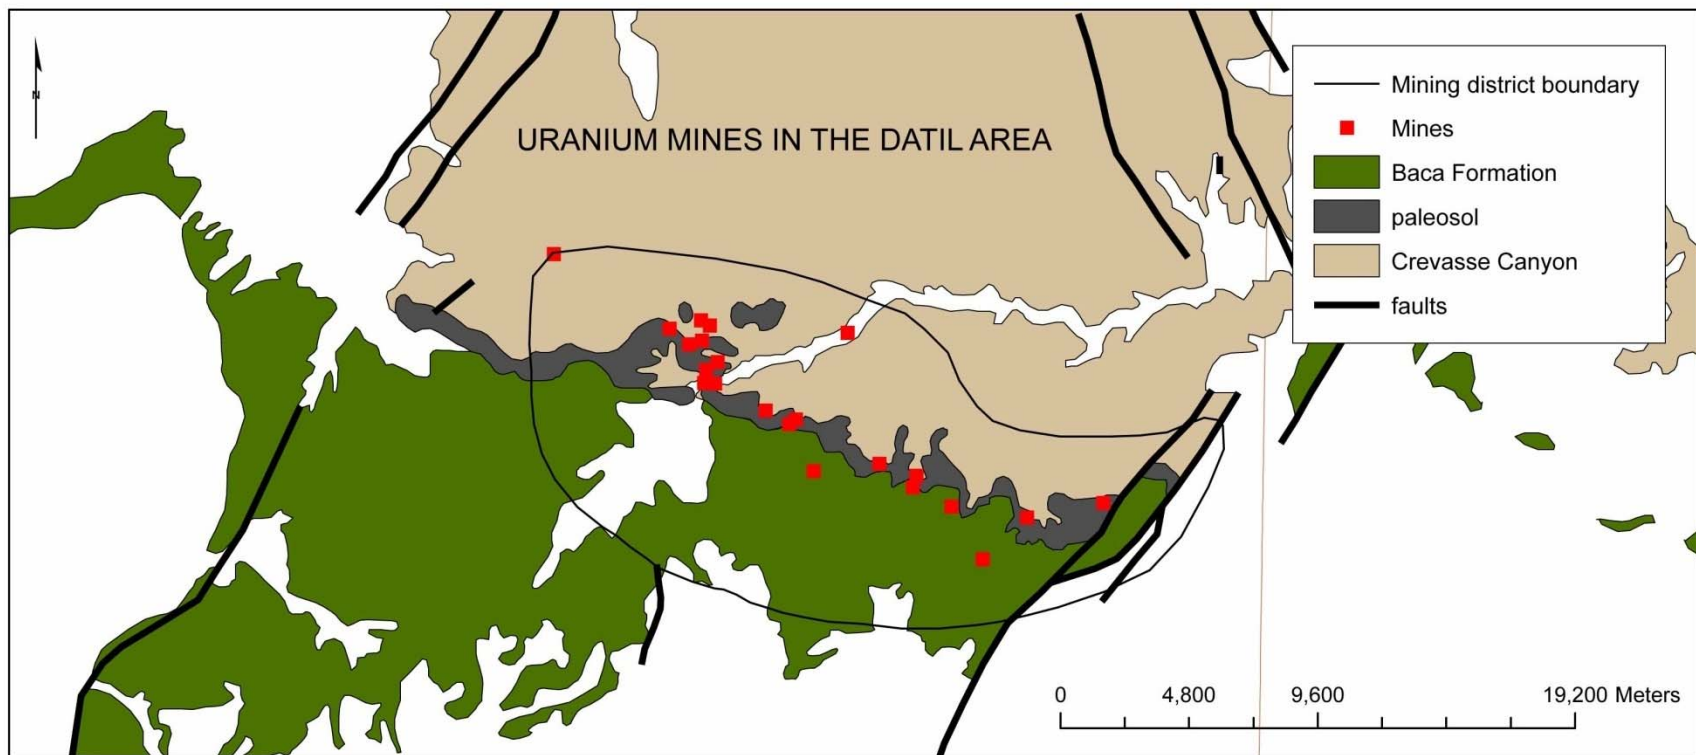 N
URANIUM MINES IN THE DATIL AREA
Mining district boundary
Mines
Baca Formation
paleosol
Crevasse Canyon
faults
0 4,800 9,600 19,200 Meters